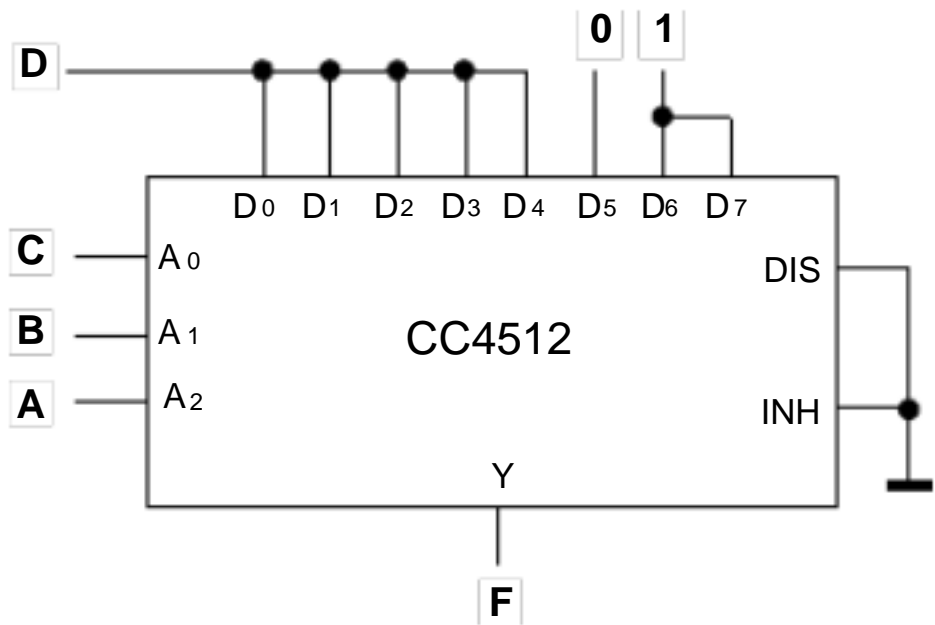 0 1
D
D0 D1 D2 D3 D4 D5 D6 D7
C A0
DIS
B A1
CC4512
A A2
INH
Y
F